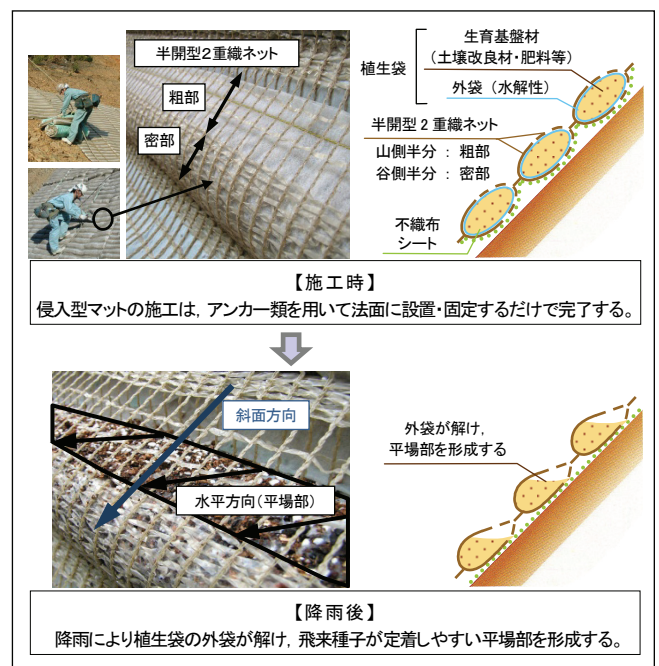 半開型2重織ネット
粗部
密部
植生袋
生育基盤材
(土壌改良材・肥料等)
外袋(水解性)
半開型2重織ネット
山側半分：粗部
谷側半分：密部
不織布
シート
【施工時】
侵入型マットの施工は，アンカー類を用いて法面に設置・固定するだけで完了する。
斜面方向
水平方向(平場部)
外袋が解け，
平場部を形成する
【降雨後】
降雨により植生袋の外袋が解け，飛来種子が定着しやすい平場部を形成する。